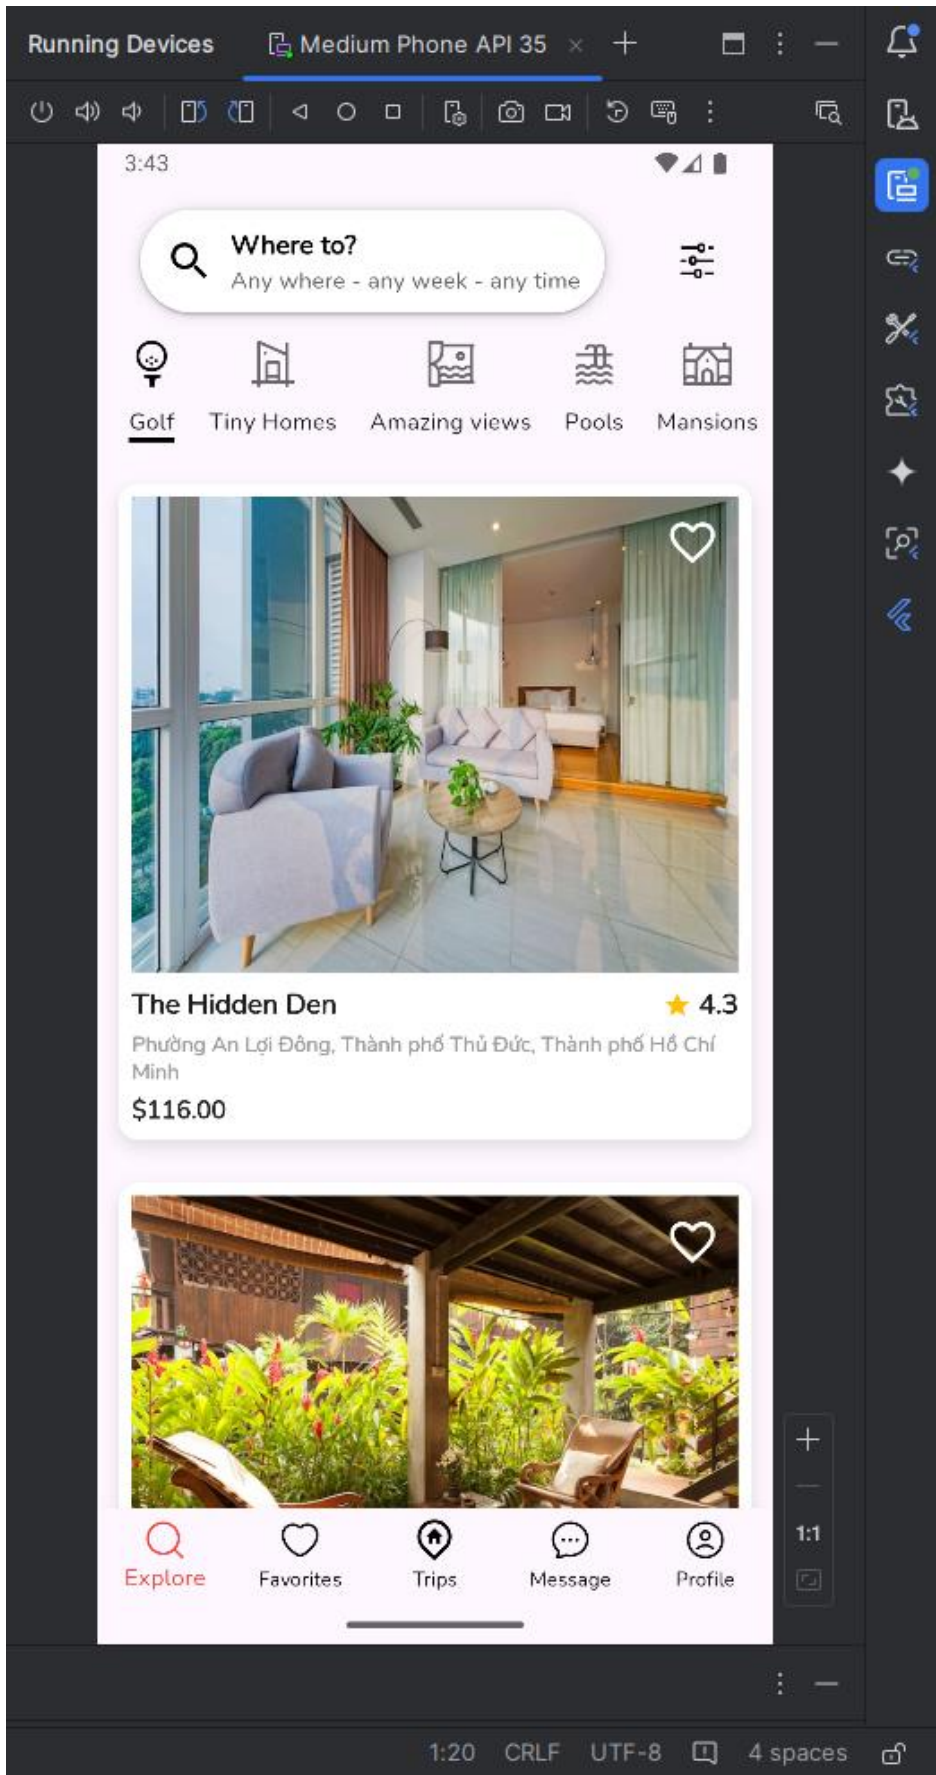 Running Devices
Medium Phone API 35
3:43
Where to?
Any where - any week - any time
Golf
Tiny Homes
Amazing views
Pools
Mansions
The Hidden Den
4.3
Phường An Lợi Đông, Thành phố Thủ Đức, Thành phố Hồ Chí
Minh
$116.00
1:1
Explore
Favorites
Trips
Message
Profile
1:20 CRLF UTF-8 4 spaces